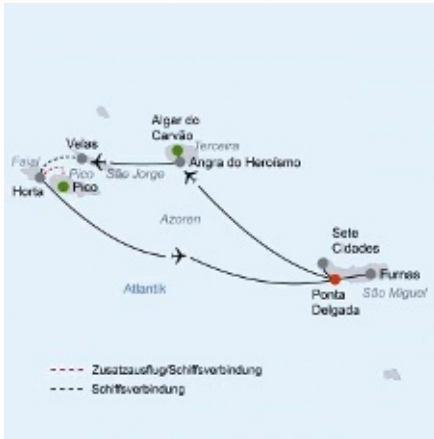 Algar do
Carvão
Terceira
Velas
Angra do Heroísmo
Faial
Pico
São Jorge
Pico
Horta
Azoren
Sete
Cidades
Furnas
Atlantik
Ponta
Delgada
São Miguel
Zusatzausflug/Schiffsverbindung
Schiffsverbindung